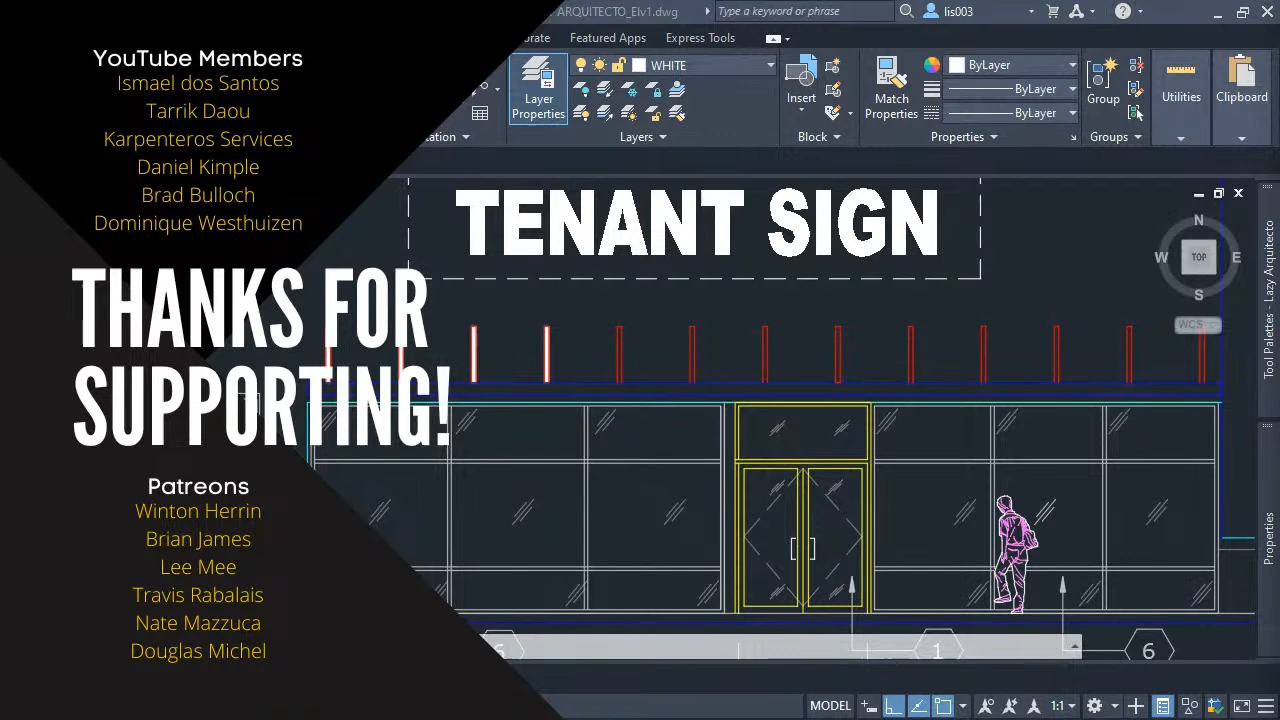 YouTube Members
Ismael dos Santos
Tarrik Daou
Karpenteros Services
Daniel Kimple
Brad Bulloch
Dominique Westhuizen
THANKS FOR
SUPPORTING!
Patreons
Winton Herrin
Brian James
Lee Mee
Travis Rabalais
Nate Mazzuca
Douglas Michel
ARQUITECTO_Elv1.dwg
Type a keyword or phrase
lis003
orate
Featured Apps
Express Tools
Layer
Properties
WHITE
Insert
Match
Properties
ByLayer
ByLayer
ByLayer
Group
Utilities
Clipboard
tation
Layers
Block
Properties
Groups
TENANT SIGN
N
W
TOP
E
S
WCS
Tool Palettes - Lazy Arquitecto
Properties
6
1
6
MODEL
1:1